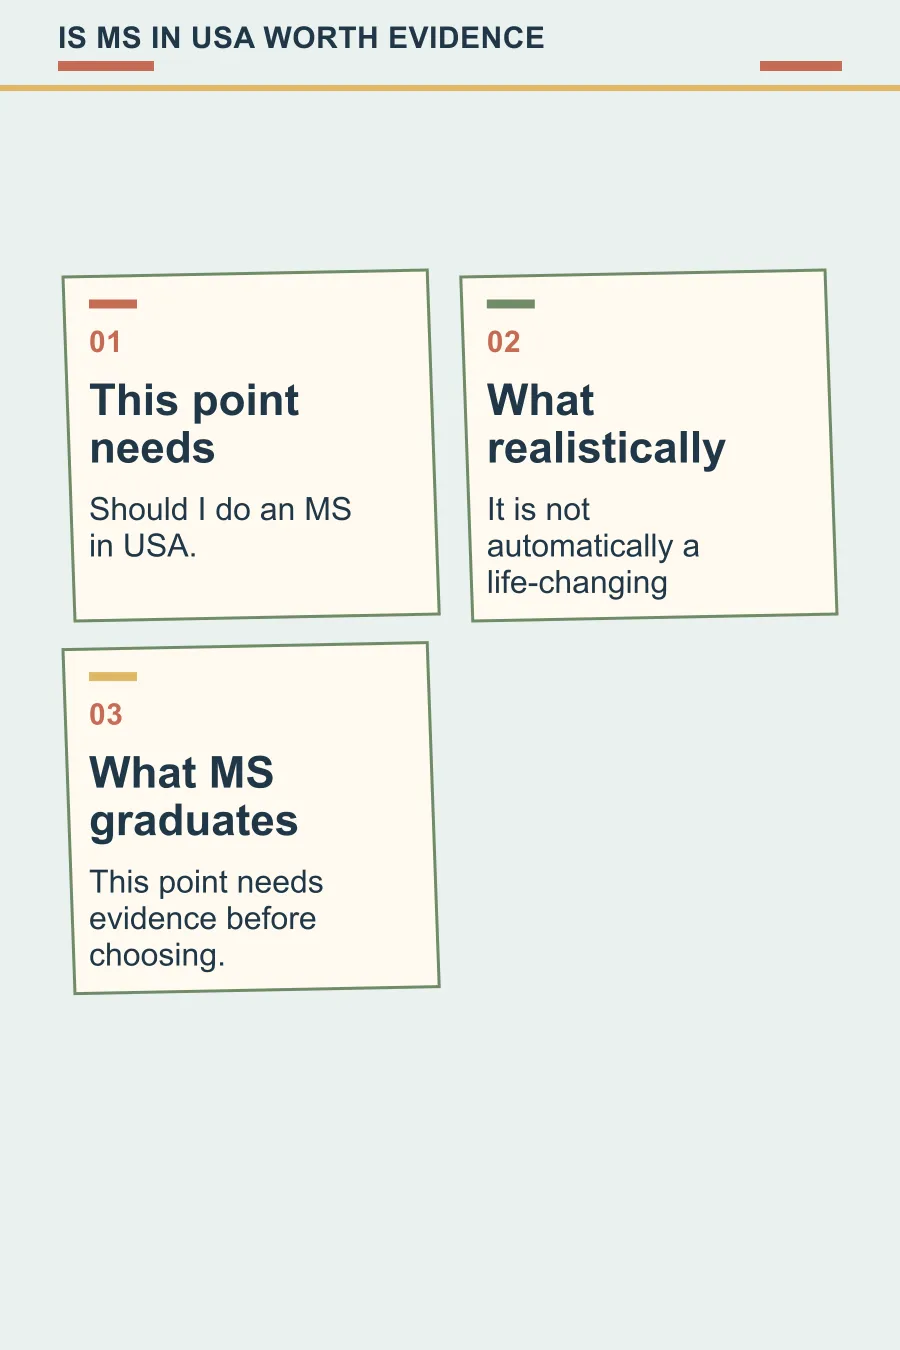 IS MS IN USA WORTH EVIDENCE
01
This point
needs
Should I do an MS
in USA.
02
What
realistically
It is not
automatically a
life-changing
03
What MS
graduates
This point needs
evidence before
choosing.